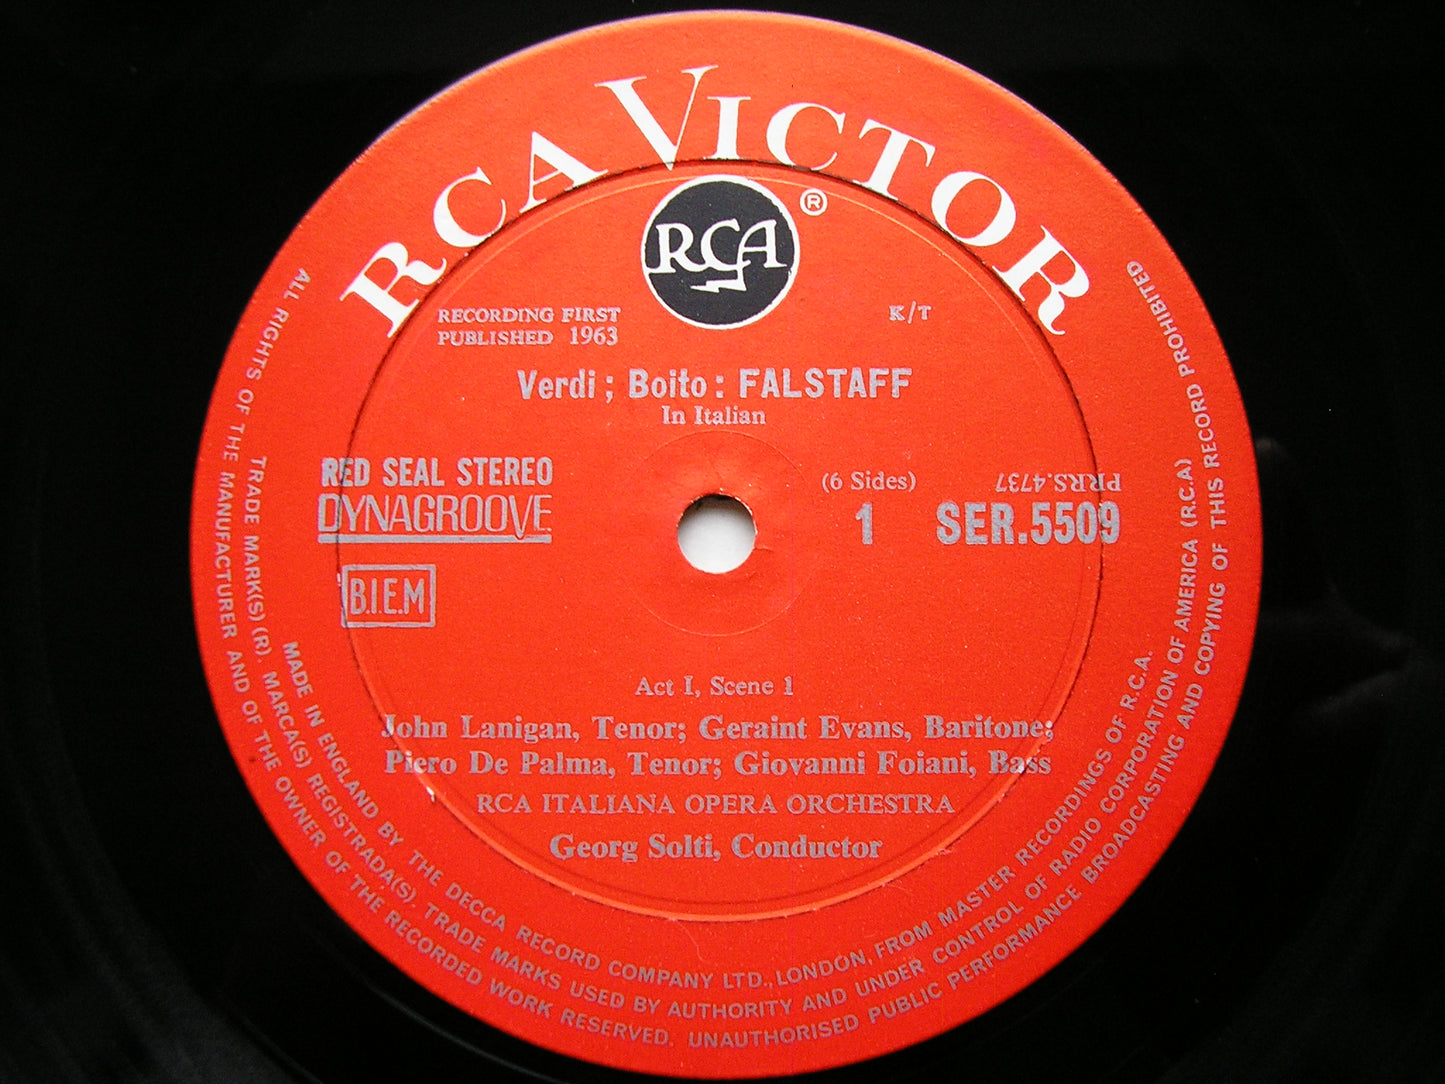 RCA VICTOR
RCA
®
RECORDING FIRST
PUBLISHED 1963
K/T
Verdi ; Boito : FALSTAFF
In Italian
RED SEAL STEREO
DYNAGROOVE
B.I.E.M
(6 Sides)
1
PRRS.4737
SER.5509
Act I, Scene 1
John Lanigan, Tenor; Geraint Evans, Baritone;
Piero De Palma, Tenor; Giovanni Foiani, Bass
RCA ITALIANA OPERA ORCHESTRA
Georg Solti, Conductor
MADE IN ENGLAND BY THE DECCA RECORD COMPANY LTD., LONDON, FROM MASTER RECORDINGS OF R.C.A.
TRADE MARK(S) (R). MARCA(S) REGISTRADA(S). TRADE MARKS USED BY AUTHORITY AND UNDER CONTROL OF RADIO CORPORATION OF AMERICA (R.C.A)
ALL RIGHTS OF THE MANUFACTURER AND OF THE OWNER OF THE RECORDED WORK RESERVED. UNAUTHORISED PUBLIC PERFORMANCE BROADCASTING AND COPYING OF THIS RECORD PROHIBITED